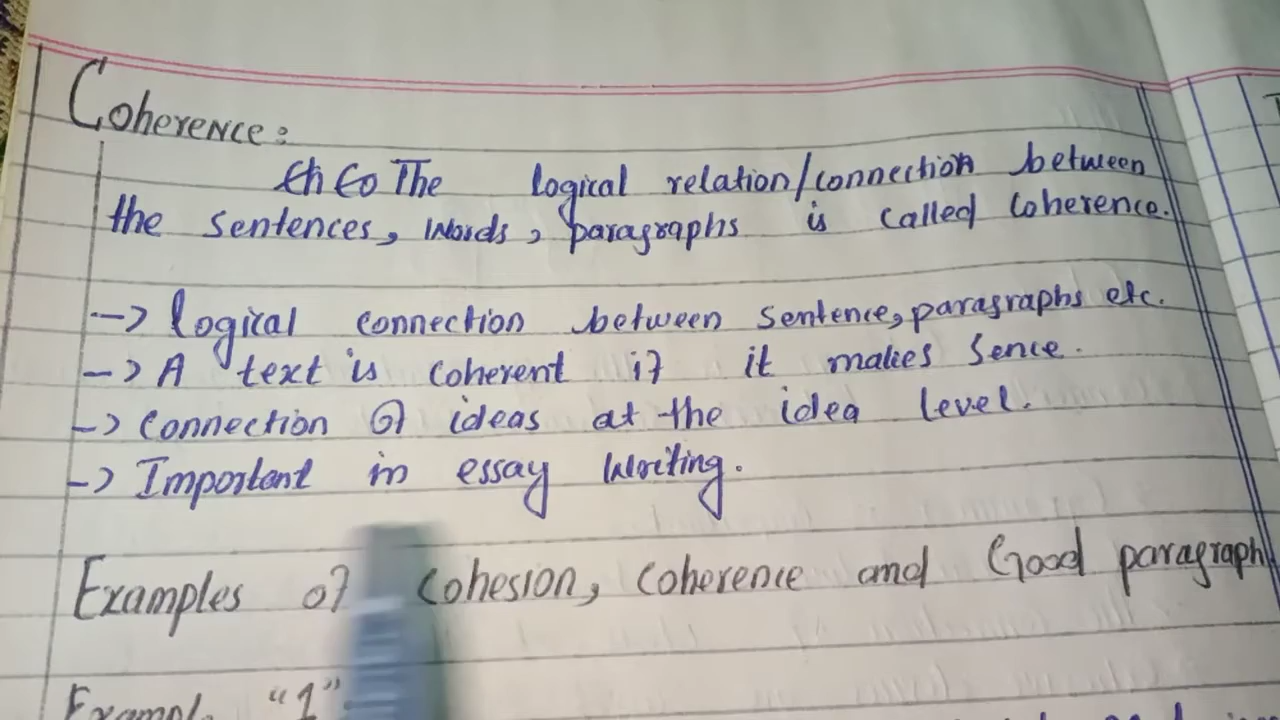 Coherence:
The logical relation/connection between
the sentences, words, paragraphs is called Coherence.
-> Logical connection between sentence, paragraphs etc.
-> A text is coherent if it makes sence.
-> Connection of ideas at the idea level.
-> Important in essay writing.
Examples of Cohesion, Coherence and Good paragraph
Example "1"